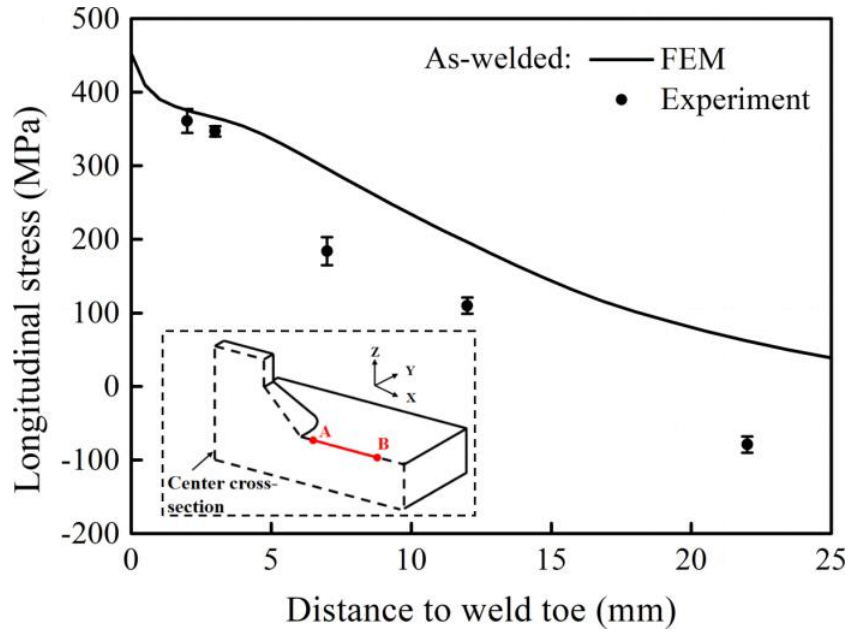 500
400
300
200
100
0
-100
-200
Longitudinal stress (MPa)
As-welded: FEM
Experiment
Z
Y
X
A
B
Center cross-
section
0 5 10 15 20 25
Distance to weld toe (mm)